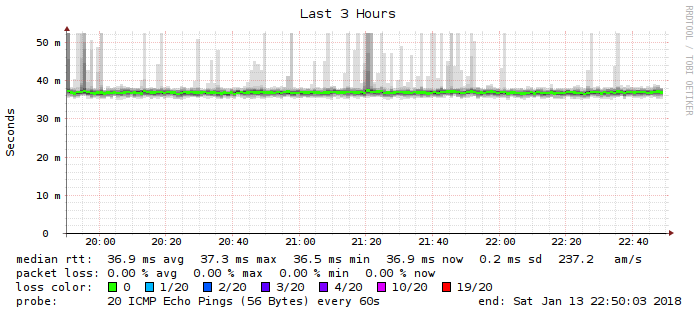 Last 3 Hours
RRDTOOL / TOBI OETIKER
Seconds
50 m
40 m
30 m
20 m
10 m
0
20:00 20:20 20:40 21:00 21:20 21:40 22:00 22:20 22:40
median rtt: 36.9 ms avg 37.3 ms max 36.5 ms min 36.9 ms now 0.2 ms sd 237.2 am/s
packet loss: 0.00 % avg 0.00 % max 0.00 % min 0.00 % now
loss color: 0 1/20 2/20 3/20 4/20 10/20 19/20
probe: 20 ICMP Echo Pings (56 Bytes) every 60s end: Sat Jan 13 22:50:03 2018